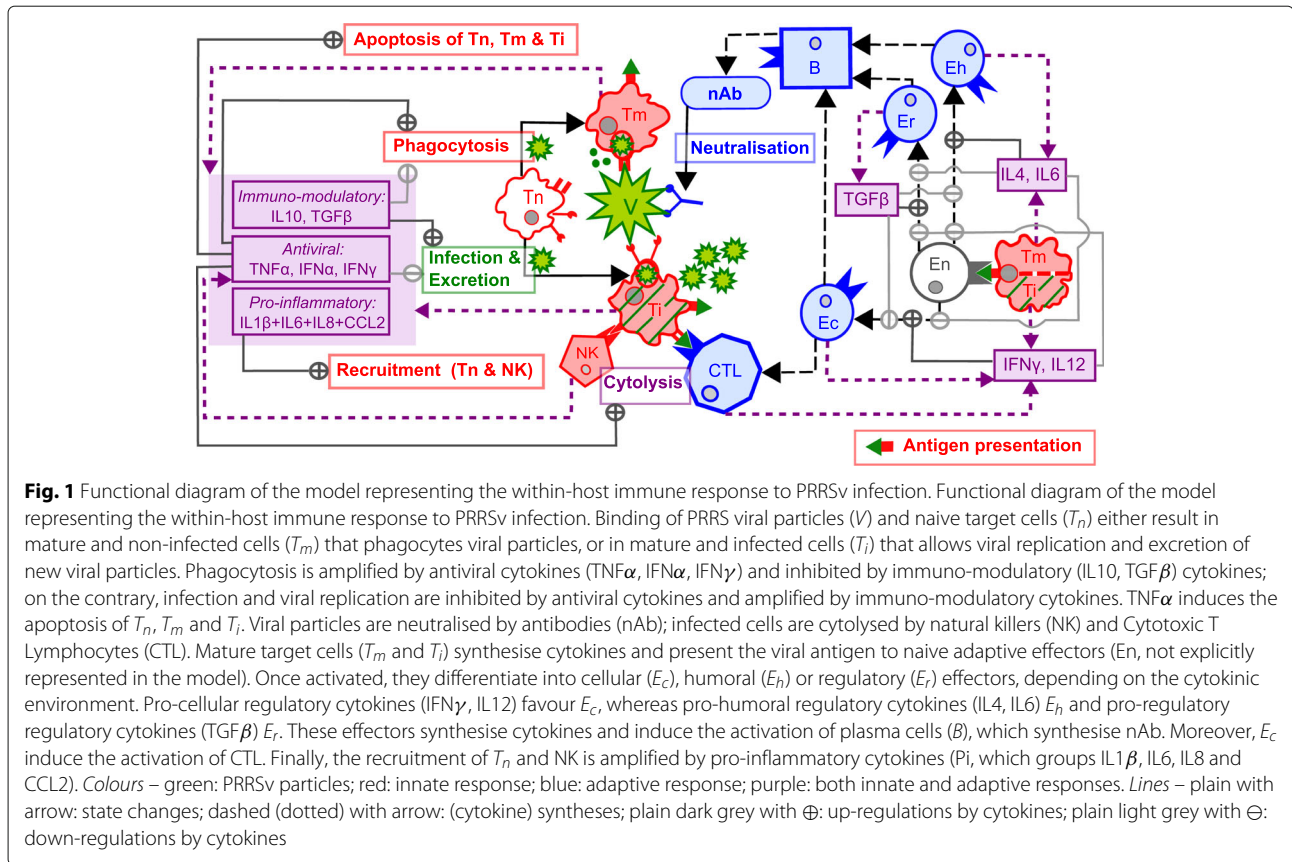 Apoptosis of Tn, Tm & Ti
Phagocytosis
Immuno-modulatory:
IL10, TGFβ
Antiviral:
TNFα, IFNα, IFNγ
Pro-inflammatory:
IL1β+IL6+IL8+CCL2
Infection &
Excretion
Recruitment (Tn & NK)
Tm
Tn
V
Ti
NK
Cytolysis
CTL
nAb
Neutralisation
B
Eh
Er
TGFβ
IL4, IL6
En
Tm
Ti
Ec
IFNγ, IL12
Antigen presentation
Fig. 1 Functional diagram of the model representing the within-host immune response to PRRSv infection. Functional diagram of the model
representing the within-host immune response to PRRSv infection. Binding of PRRS viral particles (V) and naive target cells (Tn) either result in
mature and non-infected cells (Tm) that phagocytes viral particles, or in mature and infected cells (Ti) that allows viral replication and excretion of
new viral particles. Phagocytosis is amplified by antiviral cytokines (TNFα, IFNα, IFNγ) and inhibited by immuno-modulatory (IL10, TGFβ) cytokines;
on the contrary, infection and viral replication are inhibited by antiviral cytokines and amplified by immuno-modulatory cytokines. TNFα induces the
apoptosis of Tn, Tm and Ti. Viral particles are neutralised by antibodies (nAb); infected cells are cytolysed by natural killers (NK) and Cytotoxic T
Lymphocytes (CTL). Mature target cells (Tm and Ti) synthesise cytokines and present the viral antigen to naive adaptive effectors (En, not explicitly
represented in the model). Once activated, they differentiate into cellular (Ec), humoral (Eh) or regulatory (Er) effectors, depending on the cytokinic
environment. Pro-cellular regulatory cytokines (IFNγ, IL12) favour Ec, whereas pro-humoral regulatory cytokines (IL4, IL6) Eh and pro-regulatory
regulatory cytokines (TGFβ) Er. These effectors synthesise cytokines and induce the activation of plasma cells (B), which synthesise nAb. Moreover, Ec
induce the activation of CTL. Finally, the recruitment of Tn and NK is amplified by pro-inflammatory cytokines (Pi, which groups IL1β, IL6, IL8 and
CCL2). Colours – green: PRRSv particles; red: innate response; blue: adaptive response; purple: both innate and adaptive responses. Lines – plain with
arrow: state changes; dashed (dotted) with arrow: (cytokine) syntheses; plain dark grey with ⊕: up-regulations by cytokines; plain light grey with ⊖:
down-regulations by cytokines